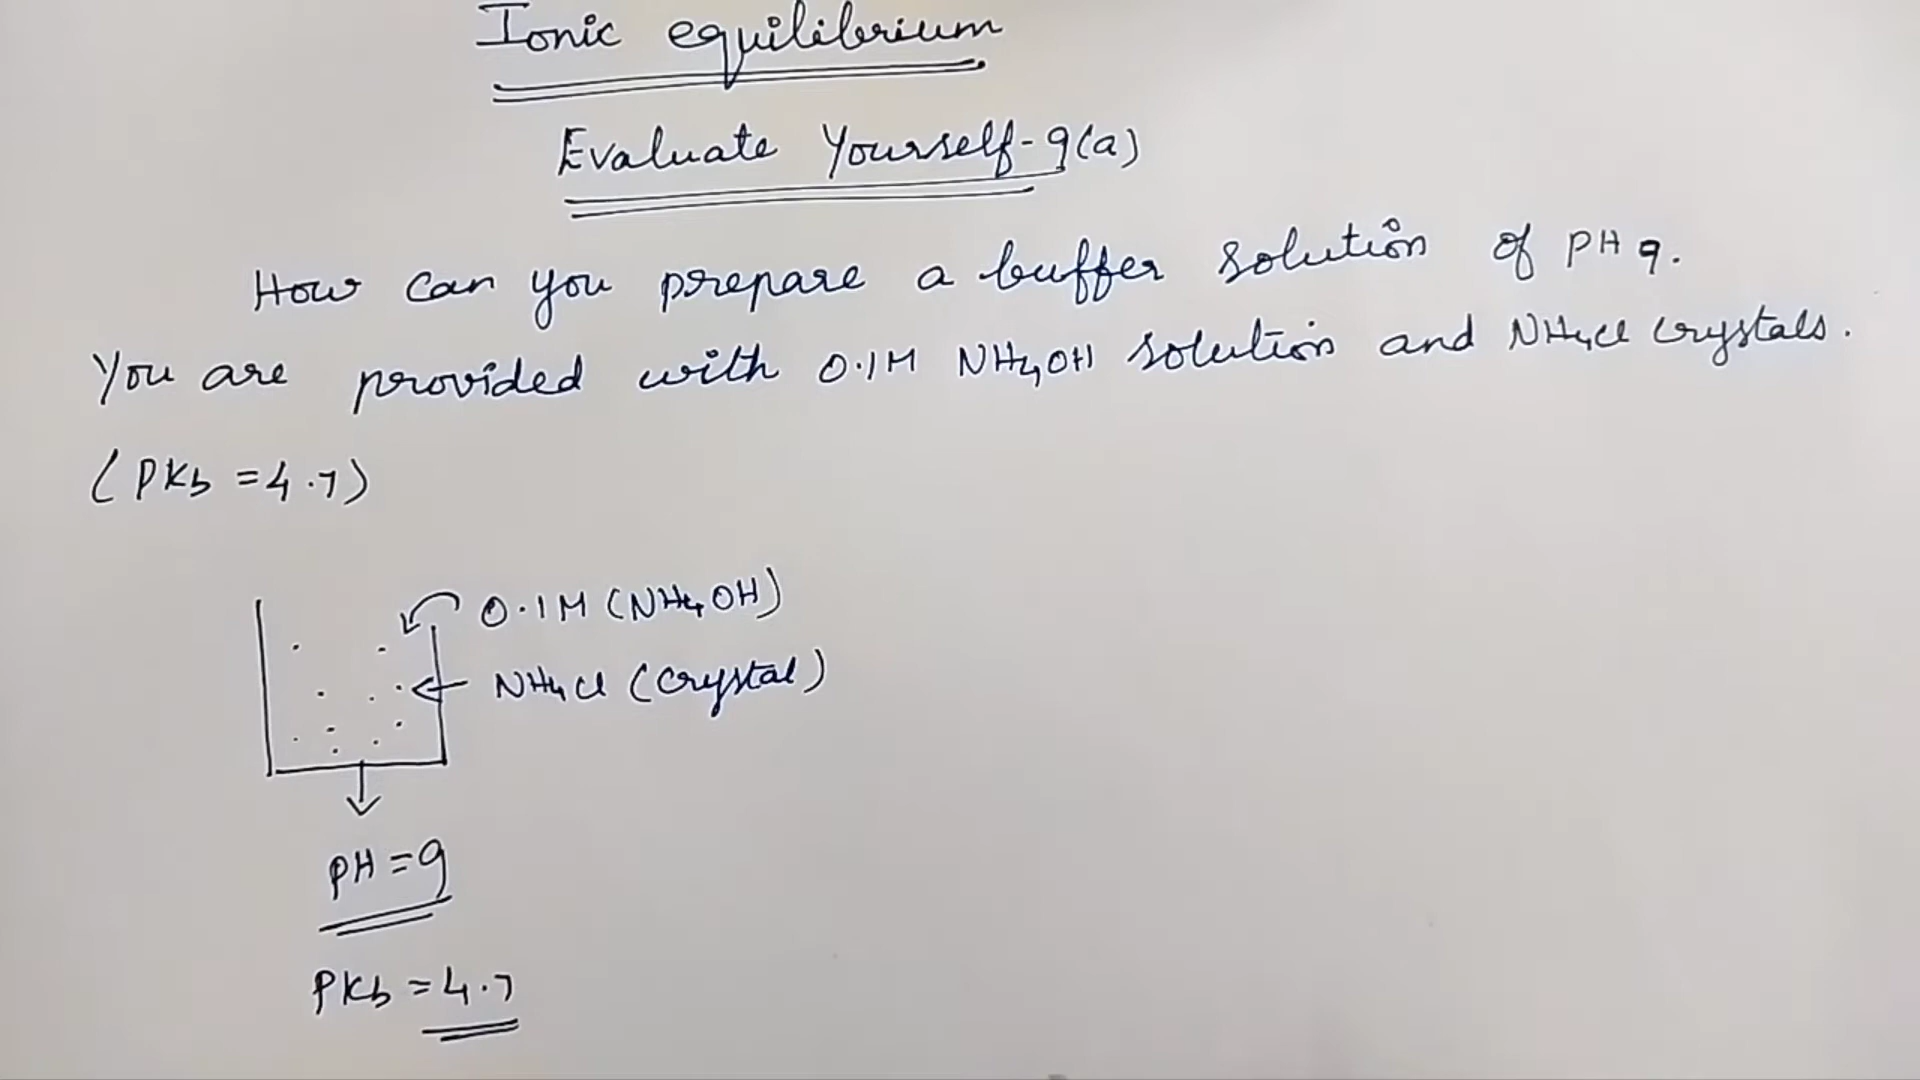 Ionic equilibrium
Evaluate Yourself-9(a)
How can you prepare a buffer solution of PH 9.
You are provided with 0.1M NH4OH solution and NH4Cl crystals.
(PKb = 4.7)
0.1M (NH4OH)
NH4Cl (crystal)
PH = 9
PKb = 4.7